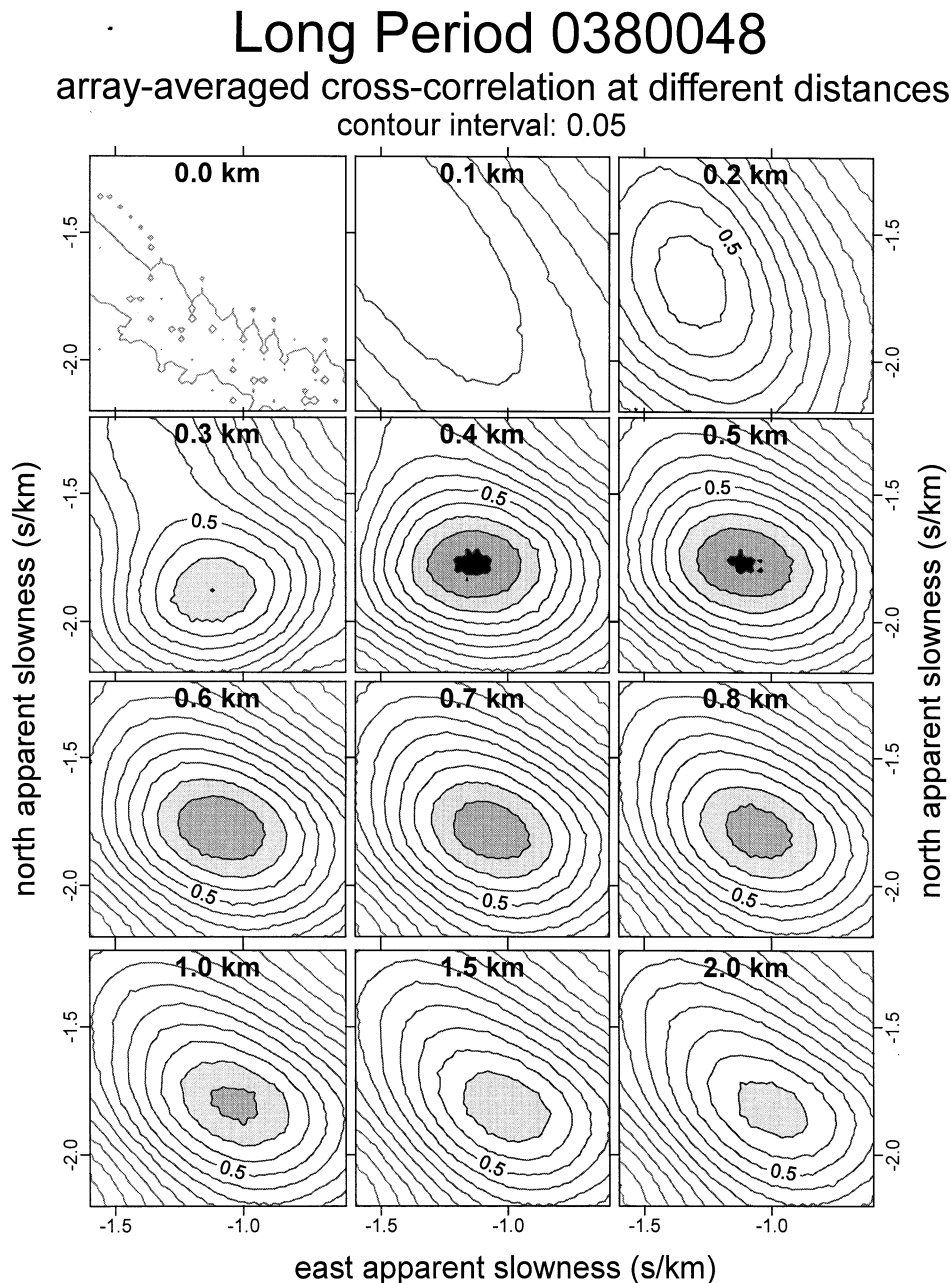 Long Period 0380048
array-averaged cross-correlation at different distances
contour interval: 0.05
0.0 km
0.1 km
0.2 km
0.5
-1.5
-1.5
-2.0
-2.0
0.3 km
0.4 km
0.5 km
0.5
0.5
0.5
-1.5
-1.5
-2.0
-2.0
0.6 km
0.7 km
0.8 km
-1.5
-1.5
-2.0
-2.0
0.5
0.5
0.5
1.0 km
1.5 km
2.0 km
-1.5
-1.5
-2.0
-2.0
0.5
0.5
0.5
-1.5
-1.0
-1.5
-1.0
-1.5
-1.0
north apparent slowness (s/km)
north apparent slowness (s/km)
east apparent slowness (s/km)